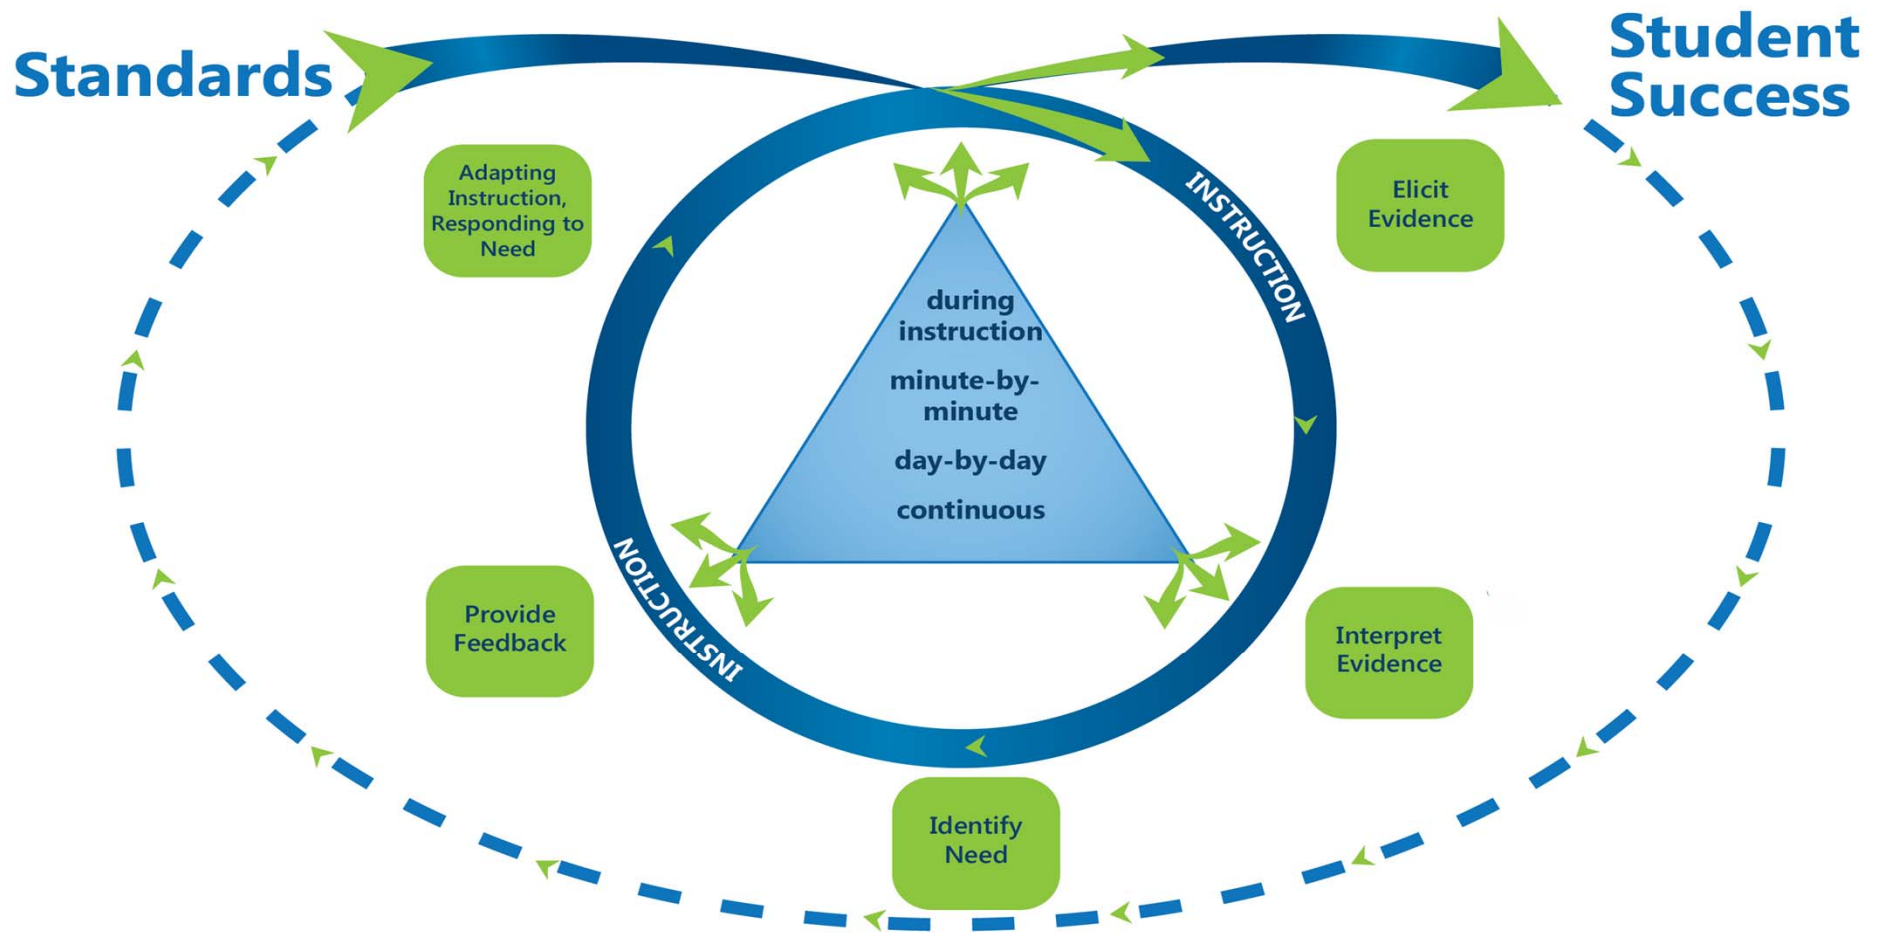 Standards
Student
Success
Adapting
Instruction,
Responding to
Need
INSTRUCTION
Elicit
Evidence
during
instruction
minute-by-
minute
day-by-day
continuous
INSTRUCTION
Provide
Feedback
Interpret
Evidence
Identify
Need